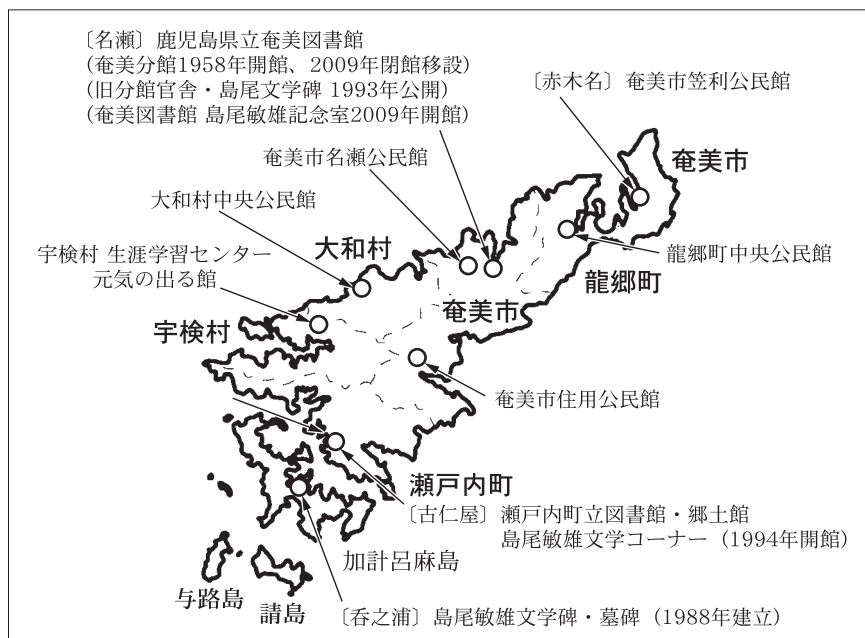 〔名瀬〕鹿児島県立奄美図書館
(奄美分館1958年開館、2009年閉館移設)
(旧分館官舎・島尾文学碑 1993年公開)
(奄美図書館 島尾敏雄記念室2009年開館)
〔赤木名〕奄美市笠利公民館
奄美市名瀬公民館
奄美市
大和村中央公民館
宇検村 生涯学習センター
元気の出る館
大和村
龍郷町中央公民館
龍郷町
奄美市
宇検村
奄美市住用公民館
瀬戸内町
〔古仁屋〕瀬戸内町立図書館・郷土館
島尾敏雄文学コーナー（1994年開館）
加計呂麻島
与路島
請島
〔呑之浦〕島尾敏雄文学碑・墓碑（1988年建立）